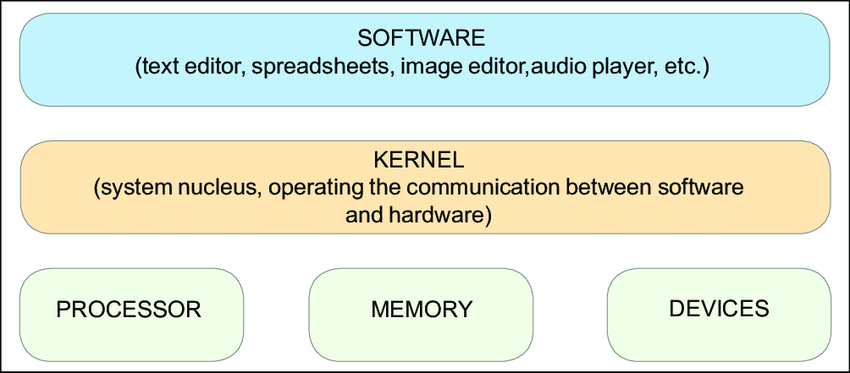 SOFTWARE
(text editor, spreadsheets, image editor,audio player, etc.)
KERNEL
(system nucleus, operating the communication between software
and hardware)
PROCESSOR
MEMORY
DEVICES